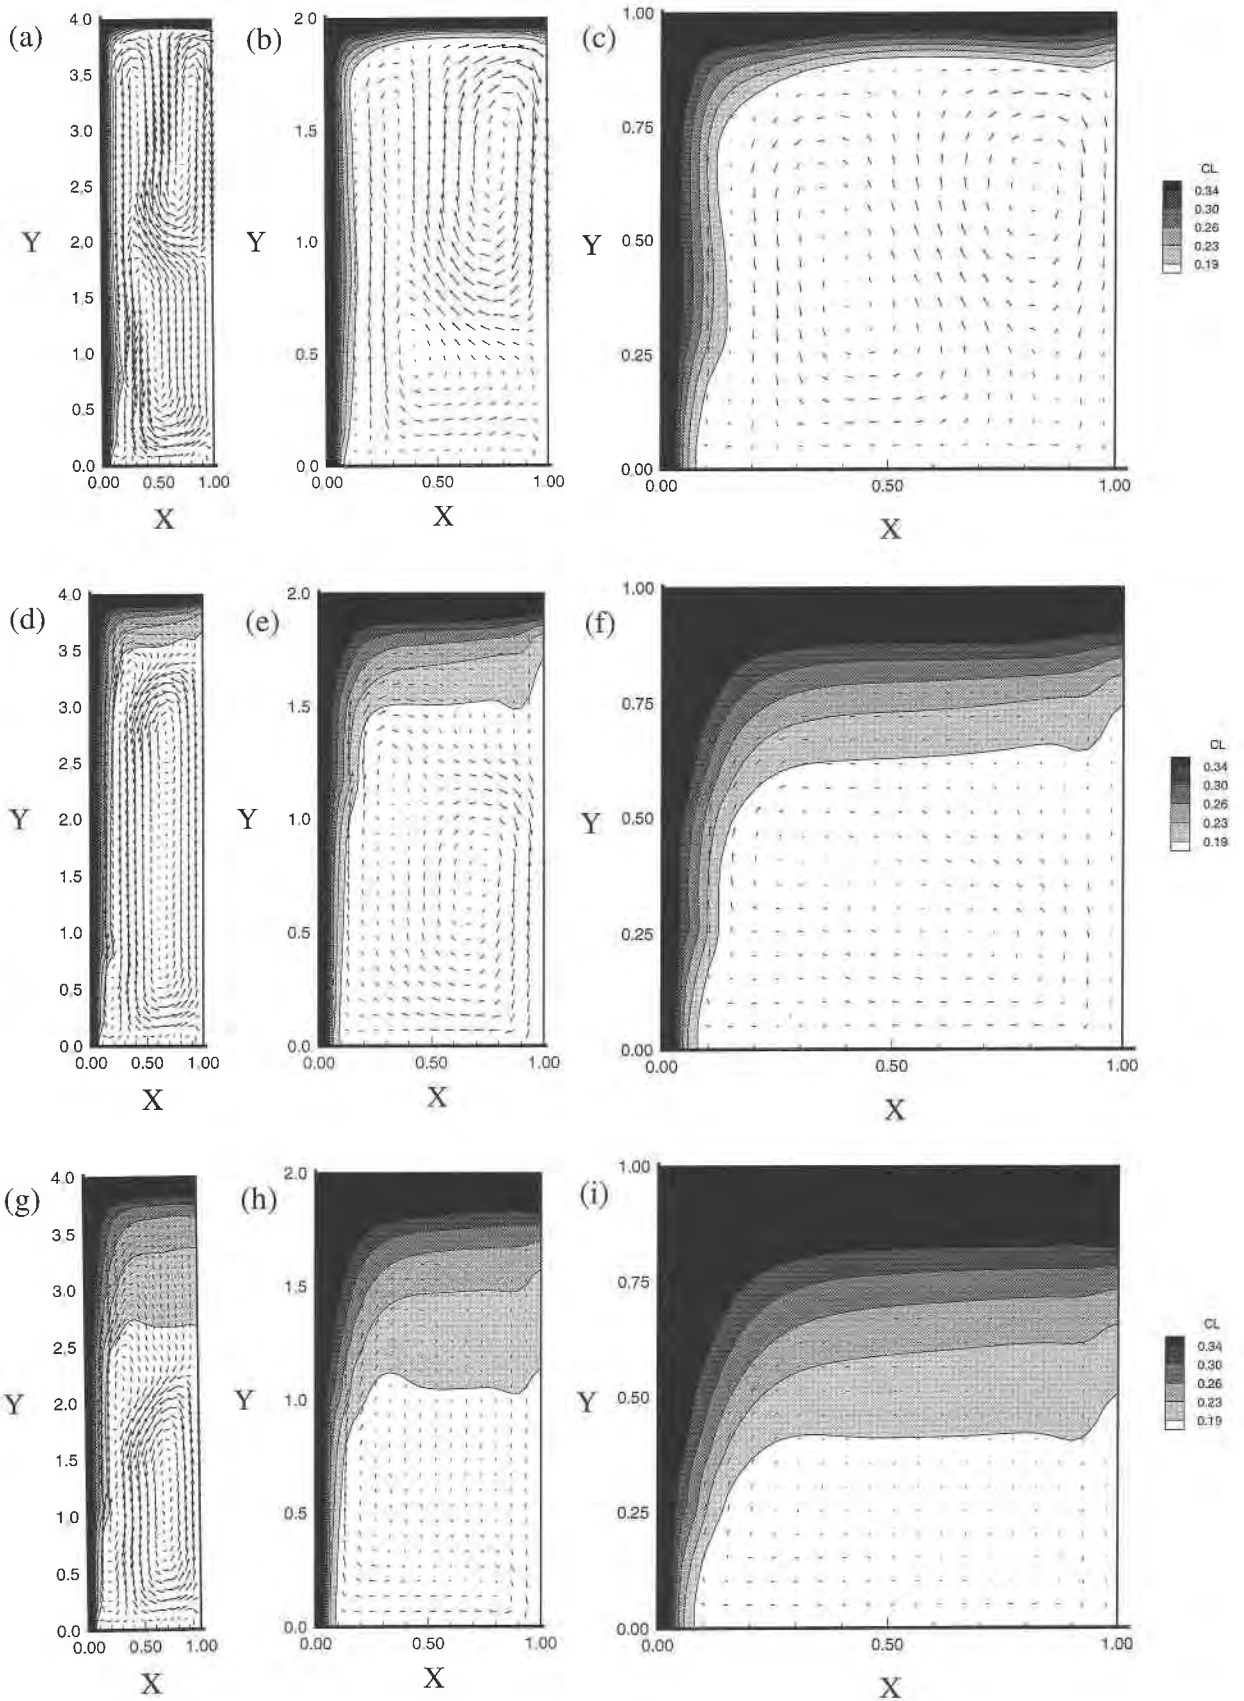 (a)
4.0
3.5
3.0
2.5
2.0
1.5
1.0
0.5
0.0
Y
0.00 0.50 1.00
X
(b)
2 0
1.5
1.0
0.5
0.0
Y
0.00 0.50 1.00
X
(c)
1.00
0.75
0.50
0.25
0.00
Y
0.00 0.50 1.00
X
CL
0.34
0.30
0.26
0.23
0.19
(d)
4.0
3.5
3.0
2.5
2.0
1.5
1.0
0.5
0.0
Y
0.00 0.50 1.00
X
(e)
2.0
1.5
1.0
0.5
0.0
Y
0.00 0.50 1.00
X
(f)
1.00
0.75
0.50
0.25
0.00
Y
0.00 0.50 1.00
X
CL
0.34
0.30
0.26
0.23
0.19
(g)
4.0
3.5
3.0
2.5
2.0
1.5
1.0
0.5
0.0
Y
0.00 0.50 1.00
X
(h)
2.0
1.5
1.0
0.5
0.0
Y
0.00 0.50 1.00
X
(i)
1.00
0.75
0.50
0.25
0.00
Y
0.00 0.50 1.00
X
CL
0.34
0.30
0.26
0.23
0.19